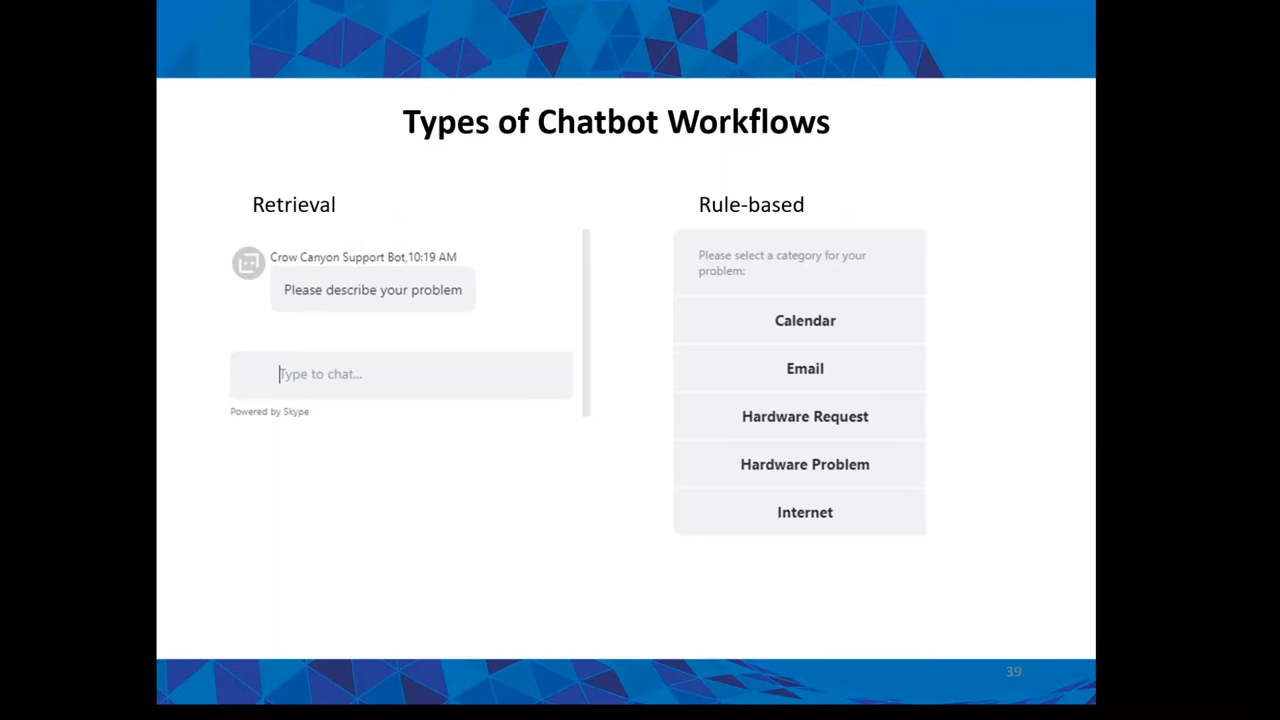 Types of Chatbot Workflows
Retrieval
Crow Canyon Support Bot,10:19 AM
Please describe your problem
Type to chat...
Powered by Skype
Rule-based
Please select a category for your
problem:
Calendar
Email
Hardware Request
Hardware Problem
Internet
39